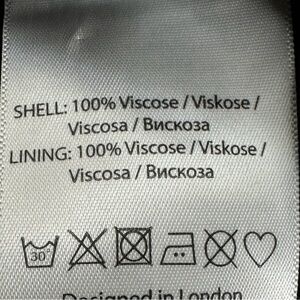 SHELL: 100% Viscose / Viskose /
Viscosa / Вискоза
LINING: 100% Viscose / Viskose /
Viscosa / Вискоза
30
Designed in London